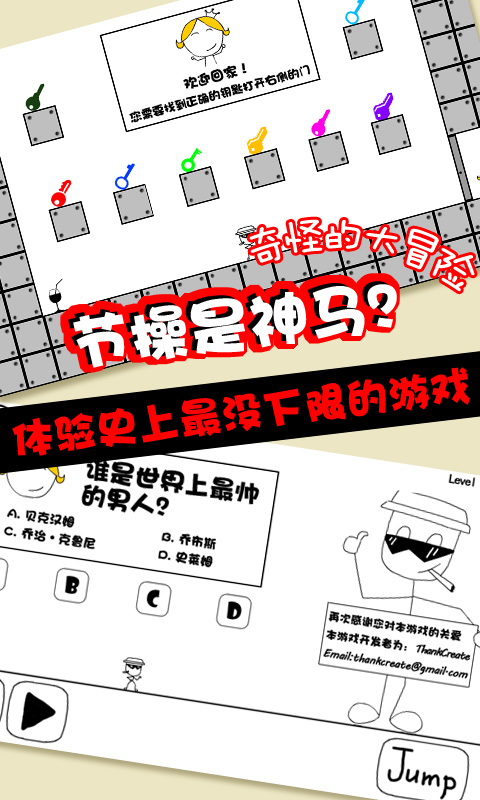 欢迎回家！
您需要找到正确的钥匙打开右侧的门
奇怪的大冒险
节操是神马?
体验史上最没下限的游戏
谁是世界上最帅
的男人?
A. 贝克汉姆
B. 乔布斯
C. 乔治·克鲁尼
D. 史莱姆
B
C
D
Level
再次感谢您对本游戏的关爱
本游戏开发者为：ThankCreate
Email:thankcreate@gmail.com
Jump